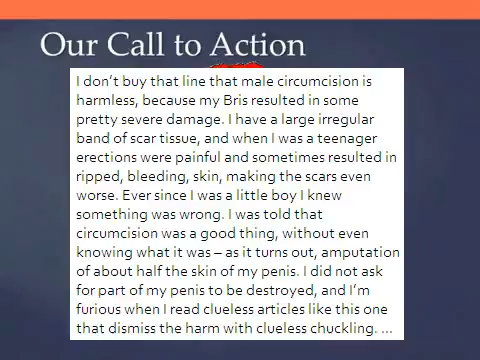 Our Call to Action
I don't buy that line that male circumcision is
harmless, because my Bris resulted in some
pretty severe damage. I have a large irregular
band of scar tissue, and when I was a teenager
erections were painful and sometimes resulted in
ripped, bleeding, skin, making the scars even
worse. Ever since I was a little boy I knew
something was wrong. I was told that
circumcision was a good thing, without even
knowing what it was – as it turns out, amputation
of about half the skin of my penis. I did not ask
for part of my penis to be destroyed, and I'm
furious when I read clueless articles like this one
that dismiss the harm with clueless chuckling. ...